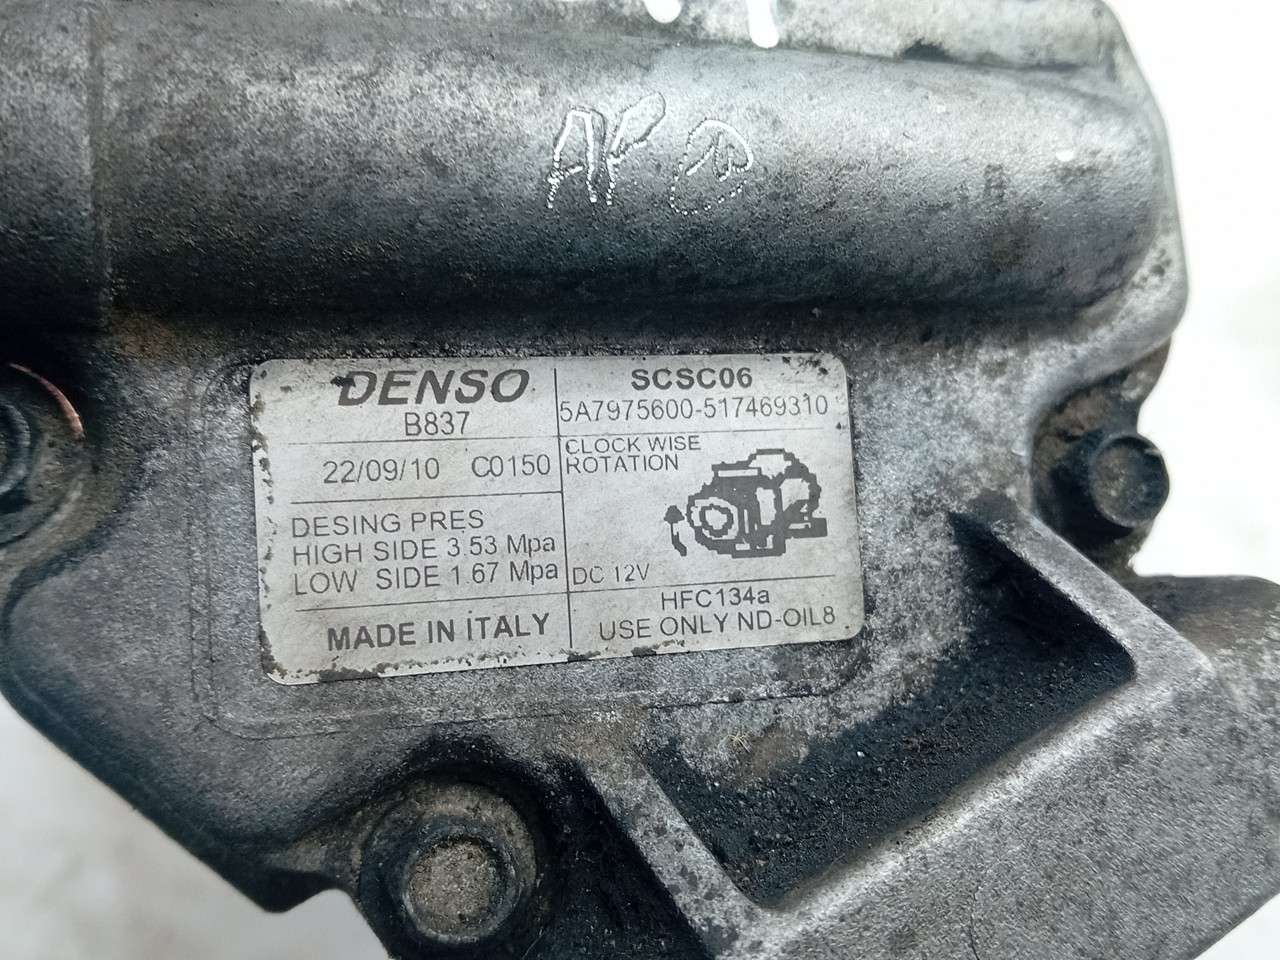 AP
DENSO
B837
SCSC06
5A7975600-517469310
22/09/10 C0150
CLOCK WISE
ROTATION
DESING PRES
HIGH SIDE 3.53 Mpa
LOW SIDE 1.67 Mpa
DC 12V
MADE IN ITALY
HFC134a
USE ONLY ND-OIL8